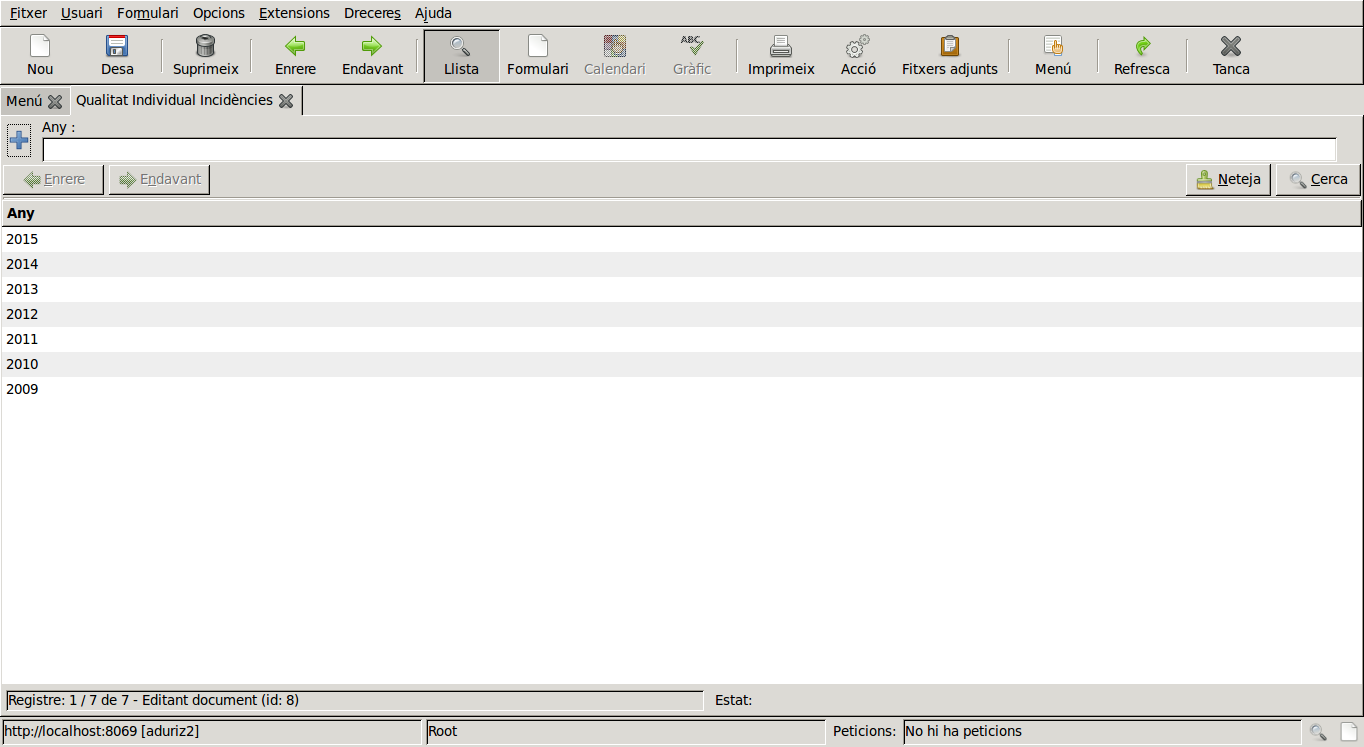 Fitxer Usuari Formulari Opcions Extensions Dreceres Ajuda
Nou Desa Suprimeix Enrere Endavant Llista Formulari Calendari ABC Gràfic Imprimeix Acció Fitxers adjunts Menú Refresca Tanca
Menú Qualitat Individual Incidències
Any :
Enrere Endavant Neteja Cerca
Any
2015
2014
2013
2012
2011
2010
2009
Registre: 1 / 7 de 7 - Editant document (id: 8) Estat:
http://localhost:8069 [aduriz2] Root Peticions: No hi ha peticions